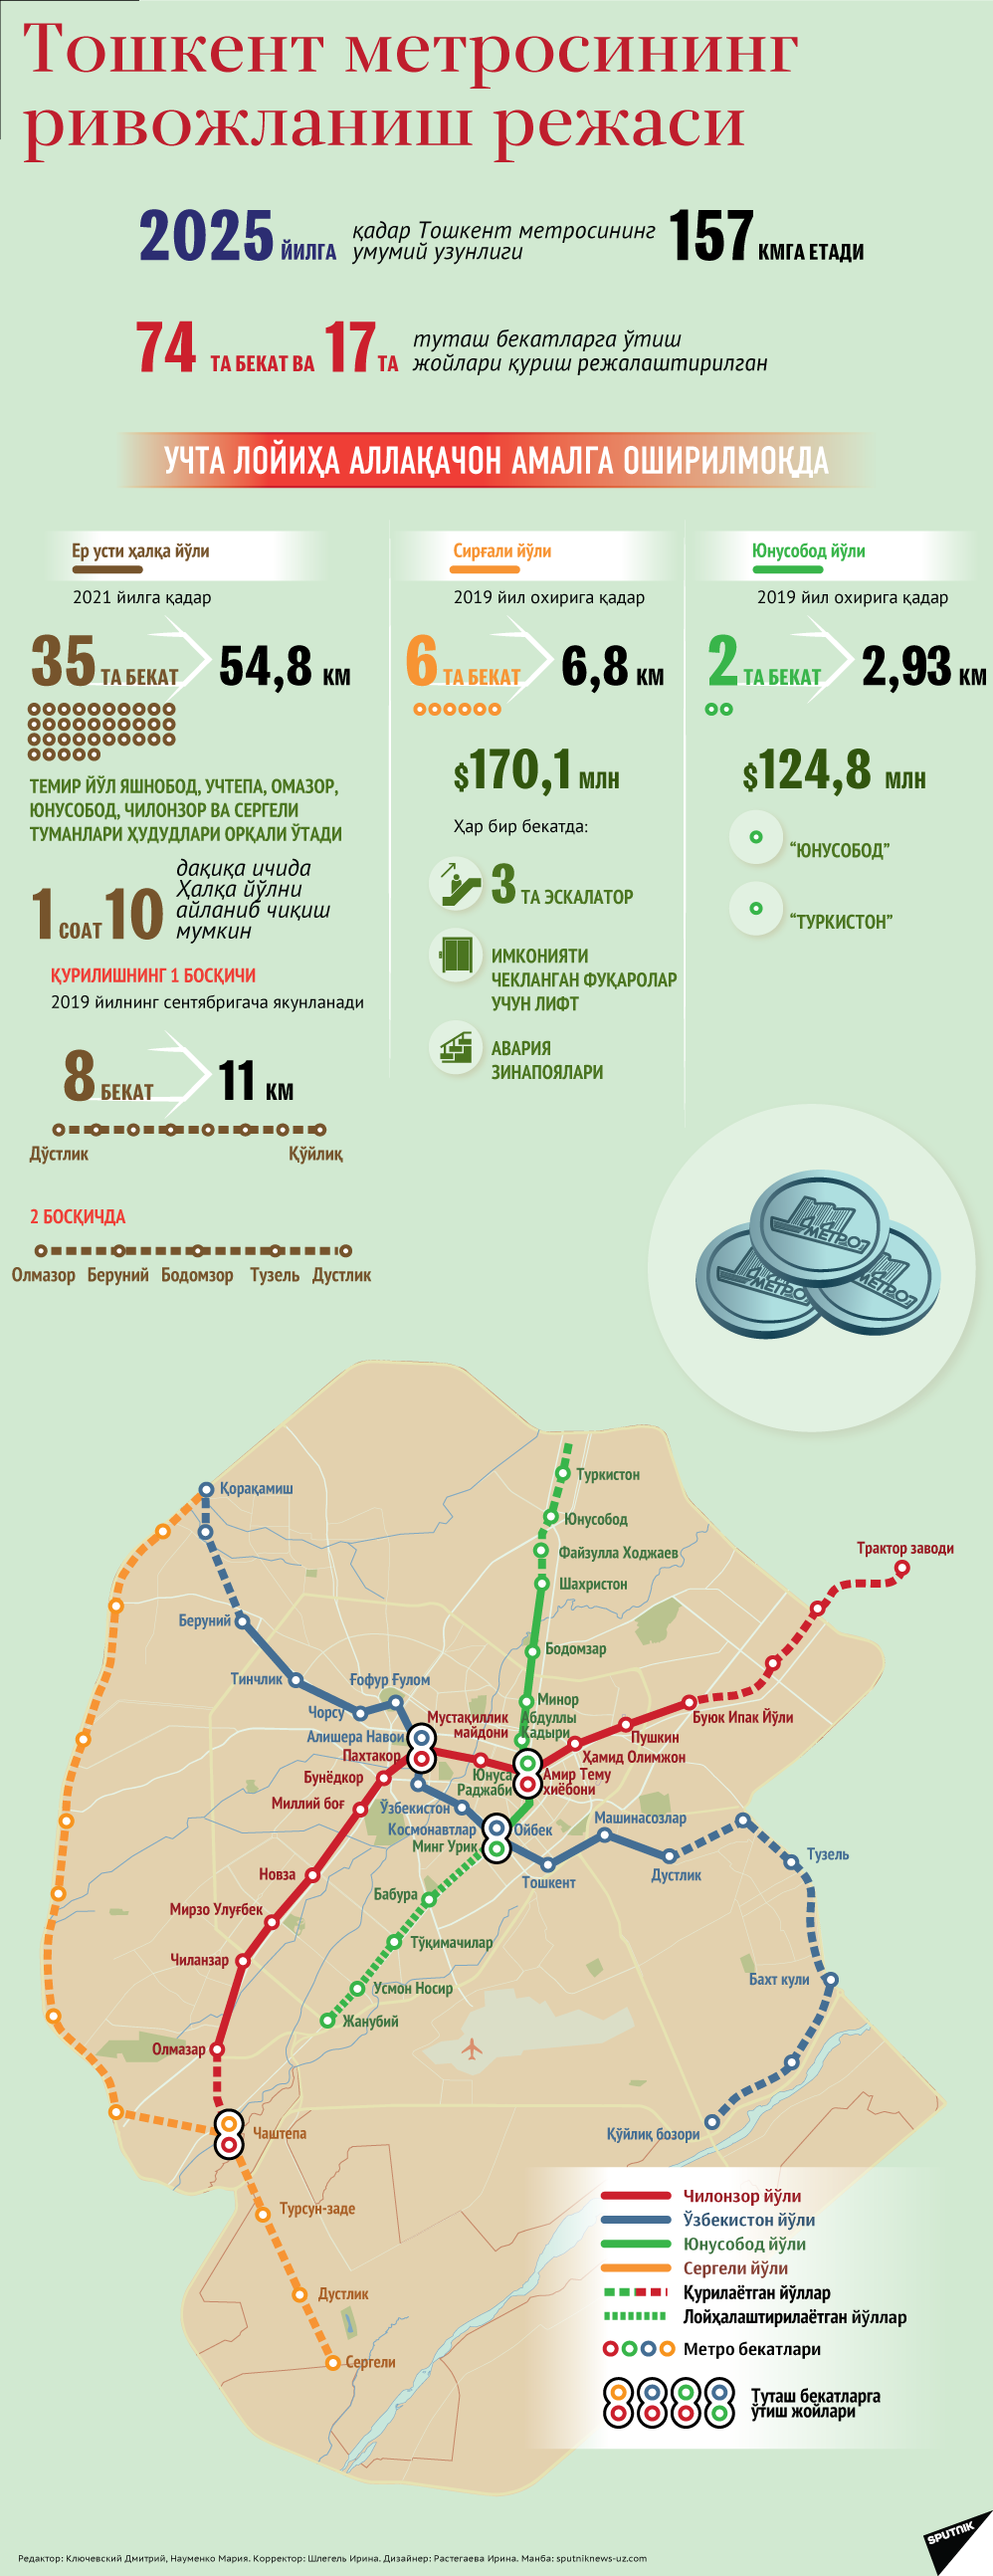 Тошкент метросининг
ривожланиш режаси
2025 ЙИЛГА
қадар Тошкент метросининг
умумий узунлиги
157 КМГА ЕТАДИ
74 ТА БЕКАТ ВА 17 ТА
туташ бекатларга ўтиш
жойлари қуриш режалаштирилган
УЧТА ЛОЙИҲА АЛЛАҚАЧОН АМАЛГА ОШИРИЛМОҚДА
Ер усти ҳалқа йўли
2021 йилга қадар
35 ТА БЕКАТ
54,8 КМ
ТЕМИР ЙЎЛ ЯШНОБОД, УЧТЕПА, ОМАЗОР,
ЮНУСОБОД, ЧИЛОНЗОР ВА СЕРГЕЛИ
ТУМАНЛАРИ ҲУДУДЛАРИ ОРҚАЛИ ЎТАДИ
1 СОАТ 10
дақиқа ичида
Ҳалқа йўлни
айланиб чиқиш
мумкин
ҚУРИЛИШНИНГ 1 БОСҚИЧИ
2019 йилнинг сентябригача якунланади
8 БЕКАТ
11 КМ
Дўстлик
Қўйлиқ
2 БОСҚИЧДА
Олмазор Беруний Бодомзор Тузель Дустлик
Сирғали йўли
2019 йил охирига қадар
6 ТА БЕКАТ
6,8 КМ
$170,1 МЛН
Ҳар бир бекатда:
3 ТА ЭСКАЛАТОР
ИМКОНИЯТИ
ЧЕКЛАНГАН ФУҚАРОЛАР
УЧУН ЛИФТ
АВАРИЯ
ЗИНАПОЯЛАРИ
Юнусобод йўли
2019 йил охирига қадар
2 ТА БЕКАТ
2,93 КМ
$124,8 МЛН
“ЮНУСОБОД”
“ТУРКИСТОН”
МЕТРО
МЕТРО
МЕТРО
Қорақамиш
Туркистон
Юнусобод
Файзулла Ходжаев
Шахристон
Трактор заводи
Беруний
Бодомзар
Тинчлик
Ғофур Ғулом
Минор
Чорсу
Мустақиллик
майдони
Абдуллы
Кадыри
Буюк Ипак Йўли
Алишера Навои
Пушкин
Пахтакор
Ҳамид Олимжон
Бунёдкор
Юнуса
Раджаби
Амир Тему
хиёбони
Миллий боғ
Ўзбекистон
Космонавтлар
Ойбек
Машинасозлар
Минг Урик
Тузель
Новза
Тошкент
Дустлик
Бабура
Мирзо Улуғбек
Тўқимачилар
Чиланзар
Бахт кули
Усмон Носир
Жанубий
Олмазар
Чаштепа
Қўйлиқ бозори
Турсун-заде
Дустлик
Сергели
Чилонзор йўли
Ўзбекистон йўли
Юнусобод йўли
Сергели йўли
Қурилаётган йўллар
Лойҳалаштирилаётган йўллар
Метро бекатлари
Туташ бекатларга
ўтиш жойлари
SPUTNIK
Редактор: Ключевский Дмитрий, Науменко Мария. Корректор: Шлегель Ирина. Дизайнер: Растегаева Ирина. Манба: sputniknews-uz.com